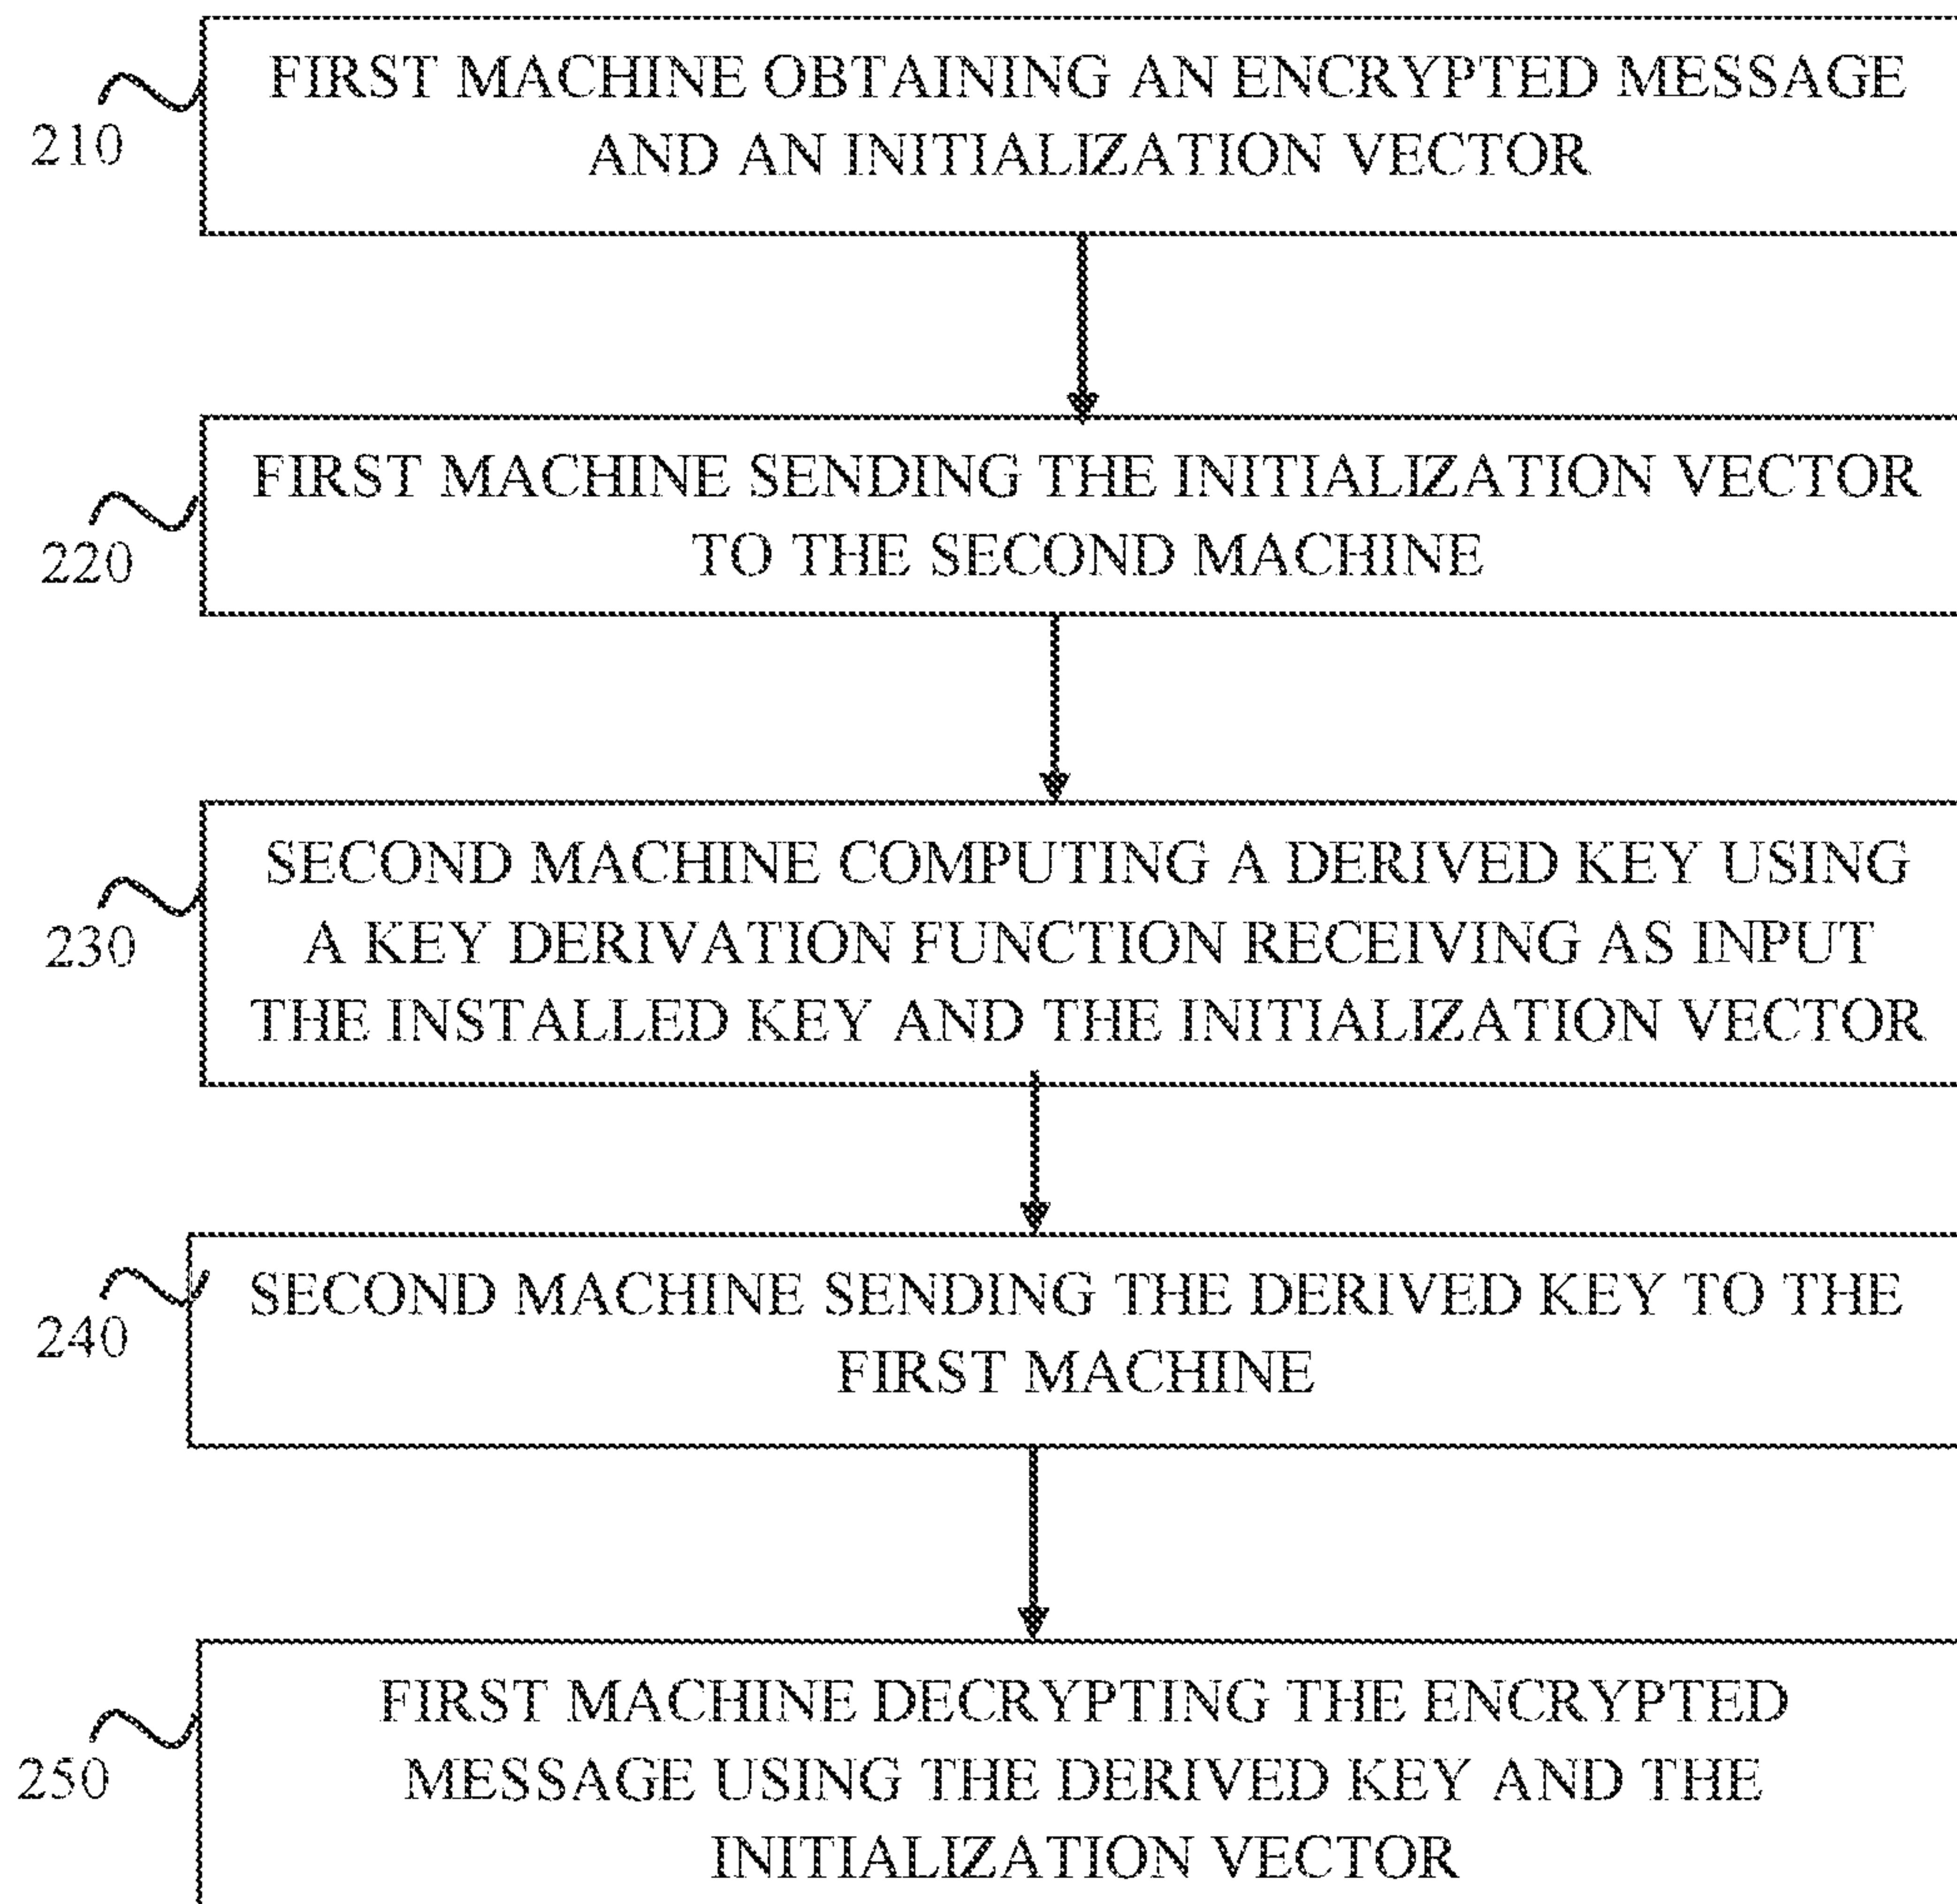 FIRST MACHINE OBTAINING AN ENCRYPTED MESSAGE
AND AN INITIALIZATION VECTOR
210
FIRST MACHINE SENDING THE INITIALIZATION VECTOR
TO THE SECOND MACHINE
220
SECOND MACHINE COMPUTING A DERIVED KEY USING
A KEY DERIVATION FUNCTION RECEIVING AS INPUT
THE INSTALLED KEY AND THE INITIALIZATION VECTOR
230
SECOND MACHINE SENDING THE DERIVED KEY TO THE
FIRST MACHINE
240
FIRST MACHINE DECRYPTING THE ENCRYPTED
MESSAGE USING THE DERIVED KEY AND THE
INITIALIZATION VECTOR
250